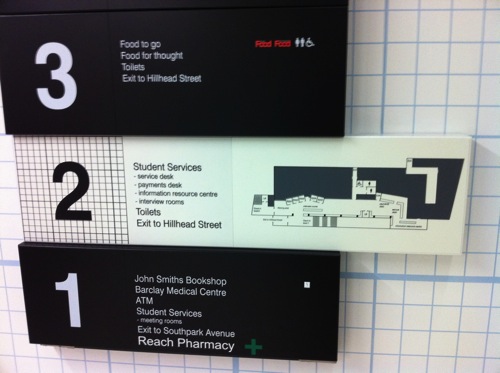 3
Food to go
Food for thought
Toilets
Exit to Hillhead Street
Food Food
2
Student Services
- service desk
- payments desk
- information resource centre
- interview rooms
Toilets
Exit to Hillhead Street
1
John Smiths Bookshop
Barclay Medical Centre
ATM
Student Services
- meeting rooms
Exit to Southpark Avenue
Reach Pharmacy